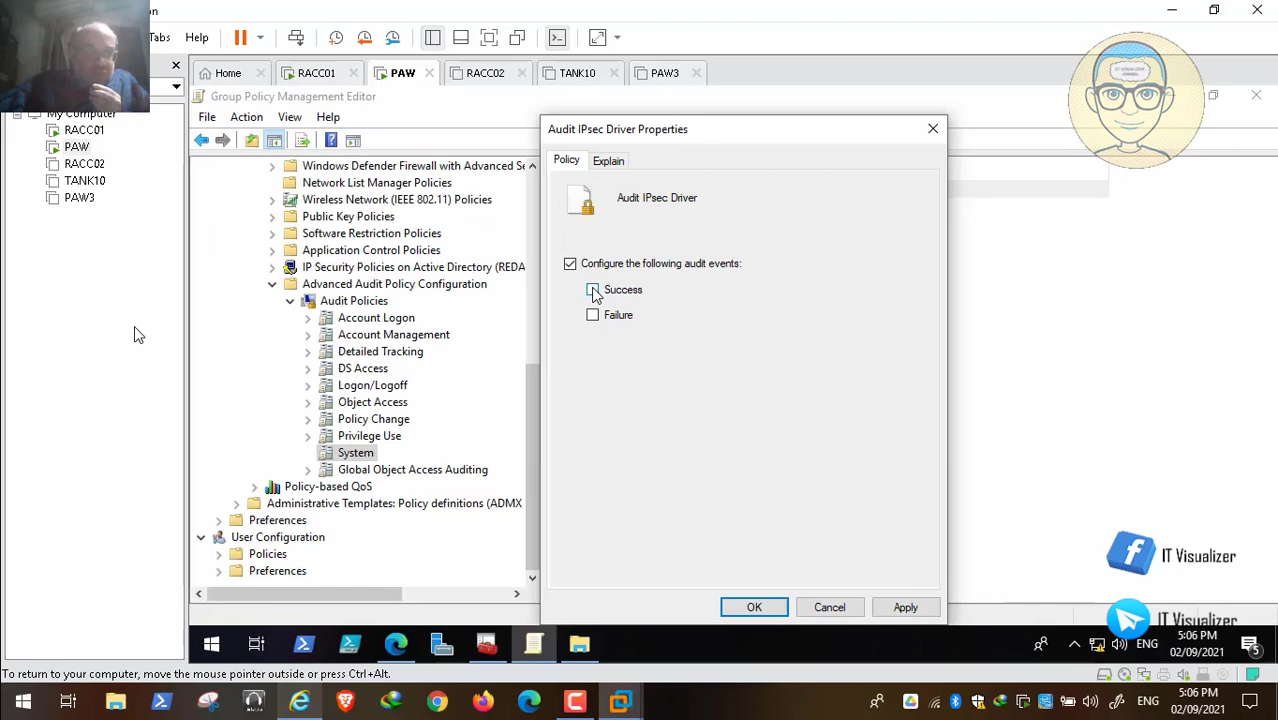 on
Tabs
Help
Home
RACC01
PAW
RACC02
TANK10
PAW3
IT VISUALIZER
CHANNEL
My Computer
RACC01
PAW
RACC02
TANK10
PAW3
Group Policy Management Editor
File
Action
View
Help
Windows Defender Firewall with Advanced Se
Network List Manager Policies
Wireless Network (IEEE 802.11) Policies
Public Key Policies
Software Restriction Policies
Application Control Policies
IP Security Policies on Active Directory (REDA
Advanced Audit Policy Configuration
Audit Policies
Account Logon
Account Management
Detailed Tracking
DS Access
Logon/Logoff
Object Access
Policy Change
Privilege Use
System
Global Object Access Auditing
Policy-based QoS
Administrative Templates: Policy definitions (ADMX
Preferences
User Configuration
Policies
Preferences
Audit IPsec Driver Properties
Policy
Explain
Audit IPsec Driver
Configure the following audit events:
Success
Failure
OK
Cancel
Apply
IT Visualizer
IT Visualizer
ENG
5:06 PM
02/09/2021
5
To return to your computer, move the mouse pointer outside or press Ctrl+Alt.
ENG
5:06 PM
02/09/2021